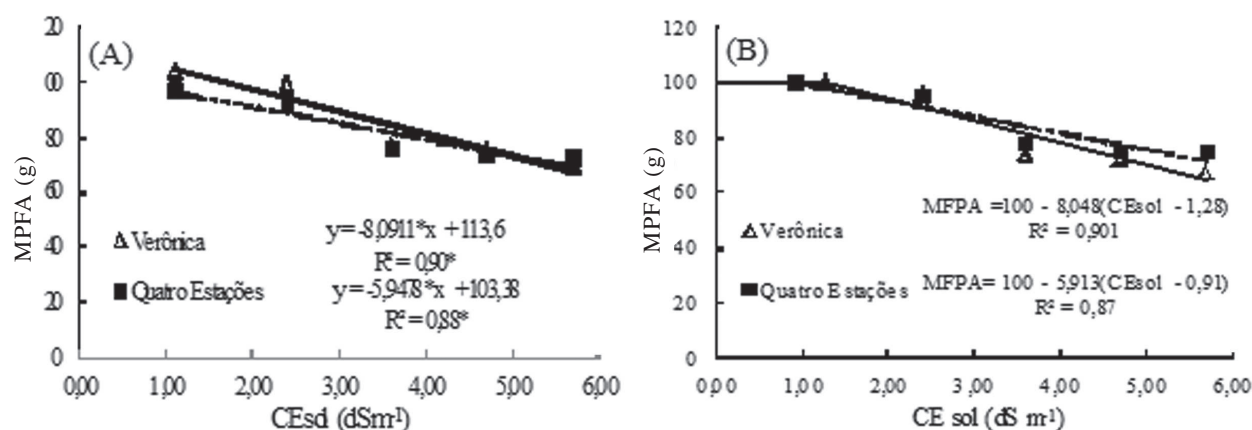 (A)
20
00
80
60
40
20
0
MPFA (g)
Verônica
y=-8,0911*x+113,6
R²=0,90*
Quatro Estações
y=-5,9478*x+103,38
R²=0,88*
0,00 1,00 2,00 3,00 4,00 5,00 6,00
CEsol (dSm-1)
(B)
120
100
80
60
40
20
0
MPFA (g)
MFPA =100 - 8,048(CEsol - 1,28)
R² = 0,901
Verônica
MFPA= 100 - 5,913(CEsol - 0,91)
R² = 0,87
Quatro Estações
0,00 1,00 2,00 3,00 4,00 5,00 6,00
CE sol (dS m-1)